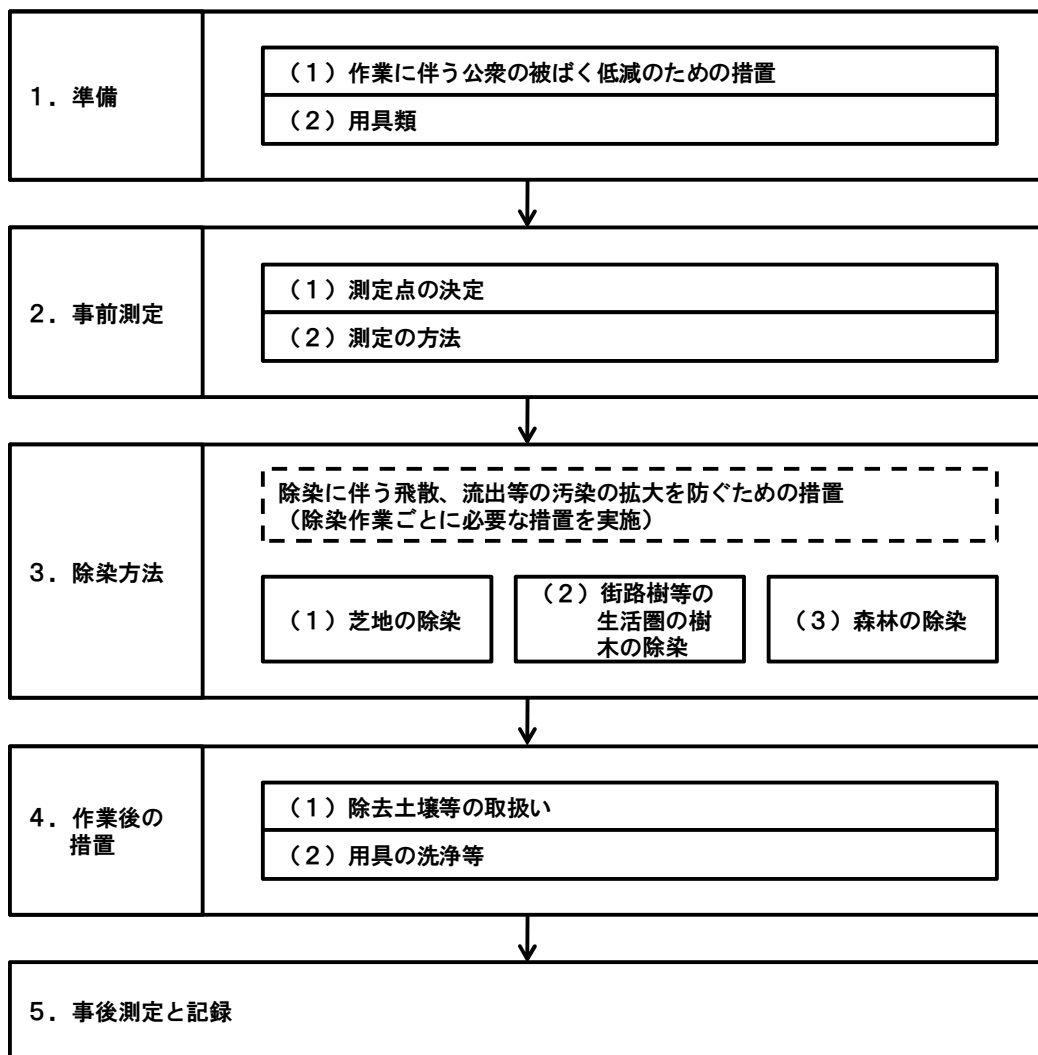 1．準備
（1）作業に伴う公衆の被ばく低減のための措置
（2）用具類
2．事前測定
（1）測定点の決定
（2）測定の方法
3．除染方法
除染に伴う飛散、流出等の汚染の拡大を防ぐための措置
（除染作業ごとに必要な措置を実施）
（1）芝地の除染
（2）街路樹等の
生活圏の樹
木の除染
（3）森林の除染
4．作業後の
措置
（1）除去土壌等の取扱い
（2）用具の洗浄等
5．事後測定と記録